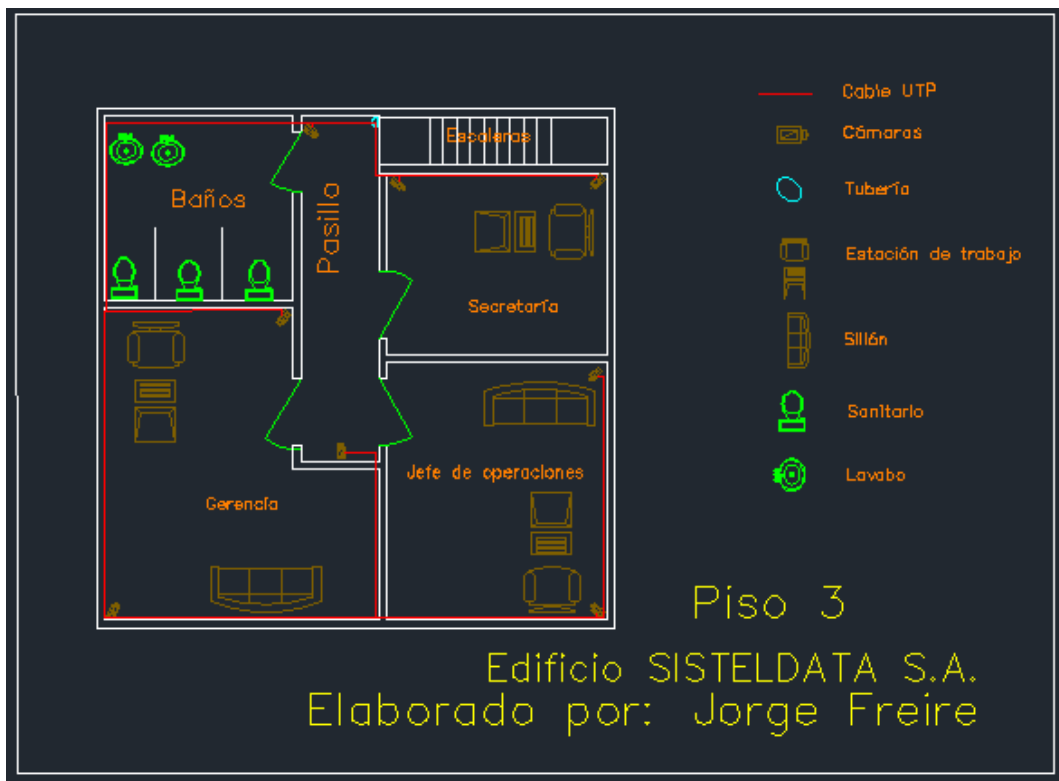 Cable UTP
Cámaras
Tubería
Estación de trabajo
Sillón
Sanitario
Lavabo
Escaleras
Baños
Pasillo
Secretaría
Jefe de operaciones
Gerencia
Piso 3
Edificio SISTELDATA S.A.
Elaborado por: Jorge Freire